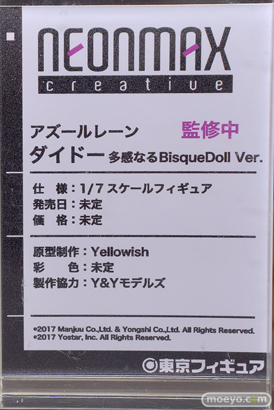 NEONMAX
creative
アズールレーン 監修中
ダイドー 多感なるBisqueDoll Ver.
仕　様：1/7スケールフィギュア
発売日：未定
価　格：未定
原型制作：Yellowish
彩　　色：未定
製作協力：Y&Yモデルズ
©2017 Manjuu Co.,Ltd. & Yongshi Co.,Ltd. All Rights Reserved.
©2017 Yostar, Inc. All Rights Reserved.
東京フィギュア
moeyo.com